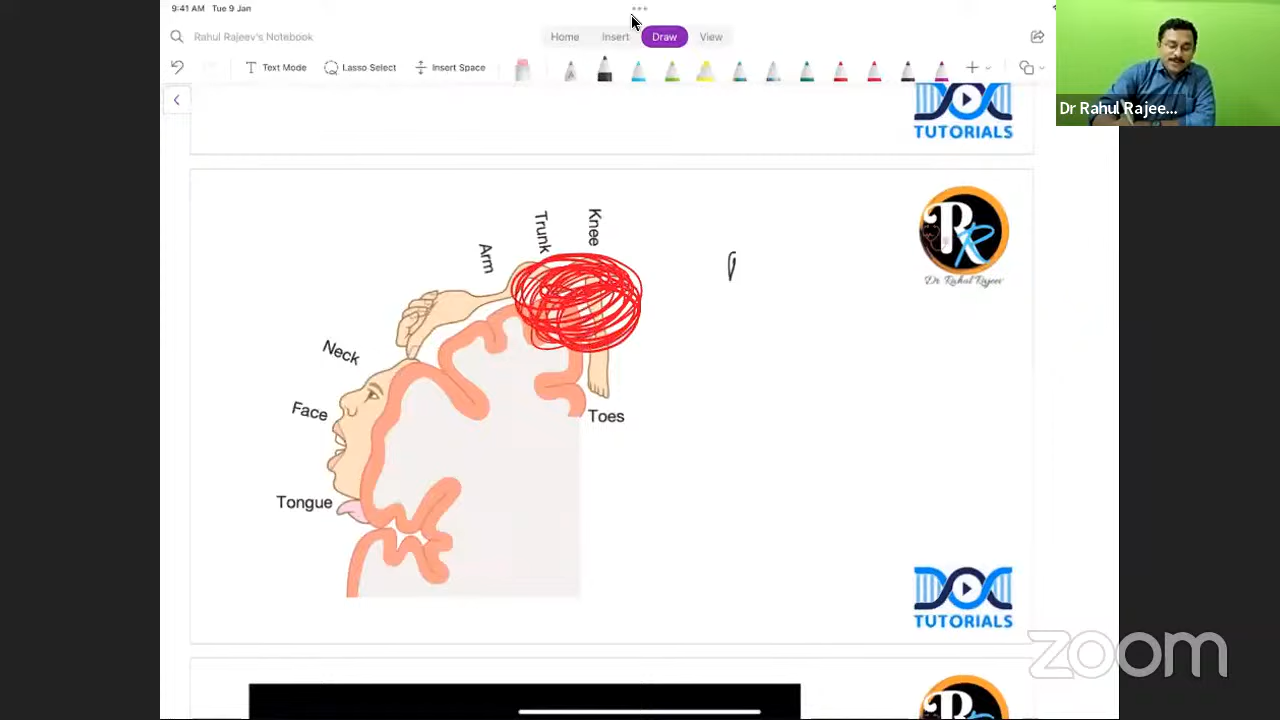 9:41 AM Tue 9 Jan
Rahul Rajeev's Notebook
Home Insert Draw View
Text Mode Lasso Select Insert Space
Dr Rahul Rajee...
TUTORIALS
Knee
Trunk
Arm
Neck
Face
Toes
Tongue
R R
Dr Rahul Rajeev
TUTORIALS
zoom